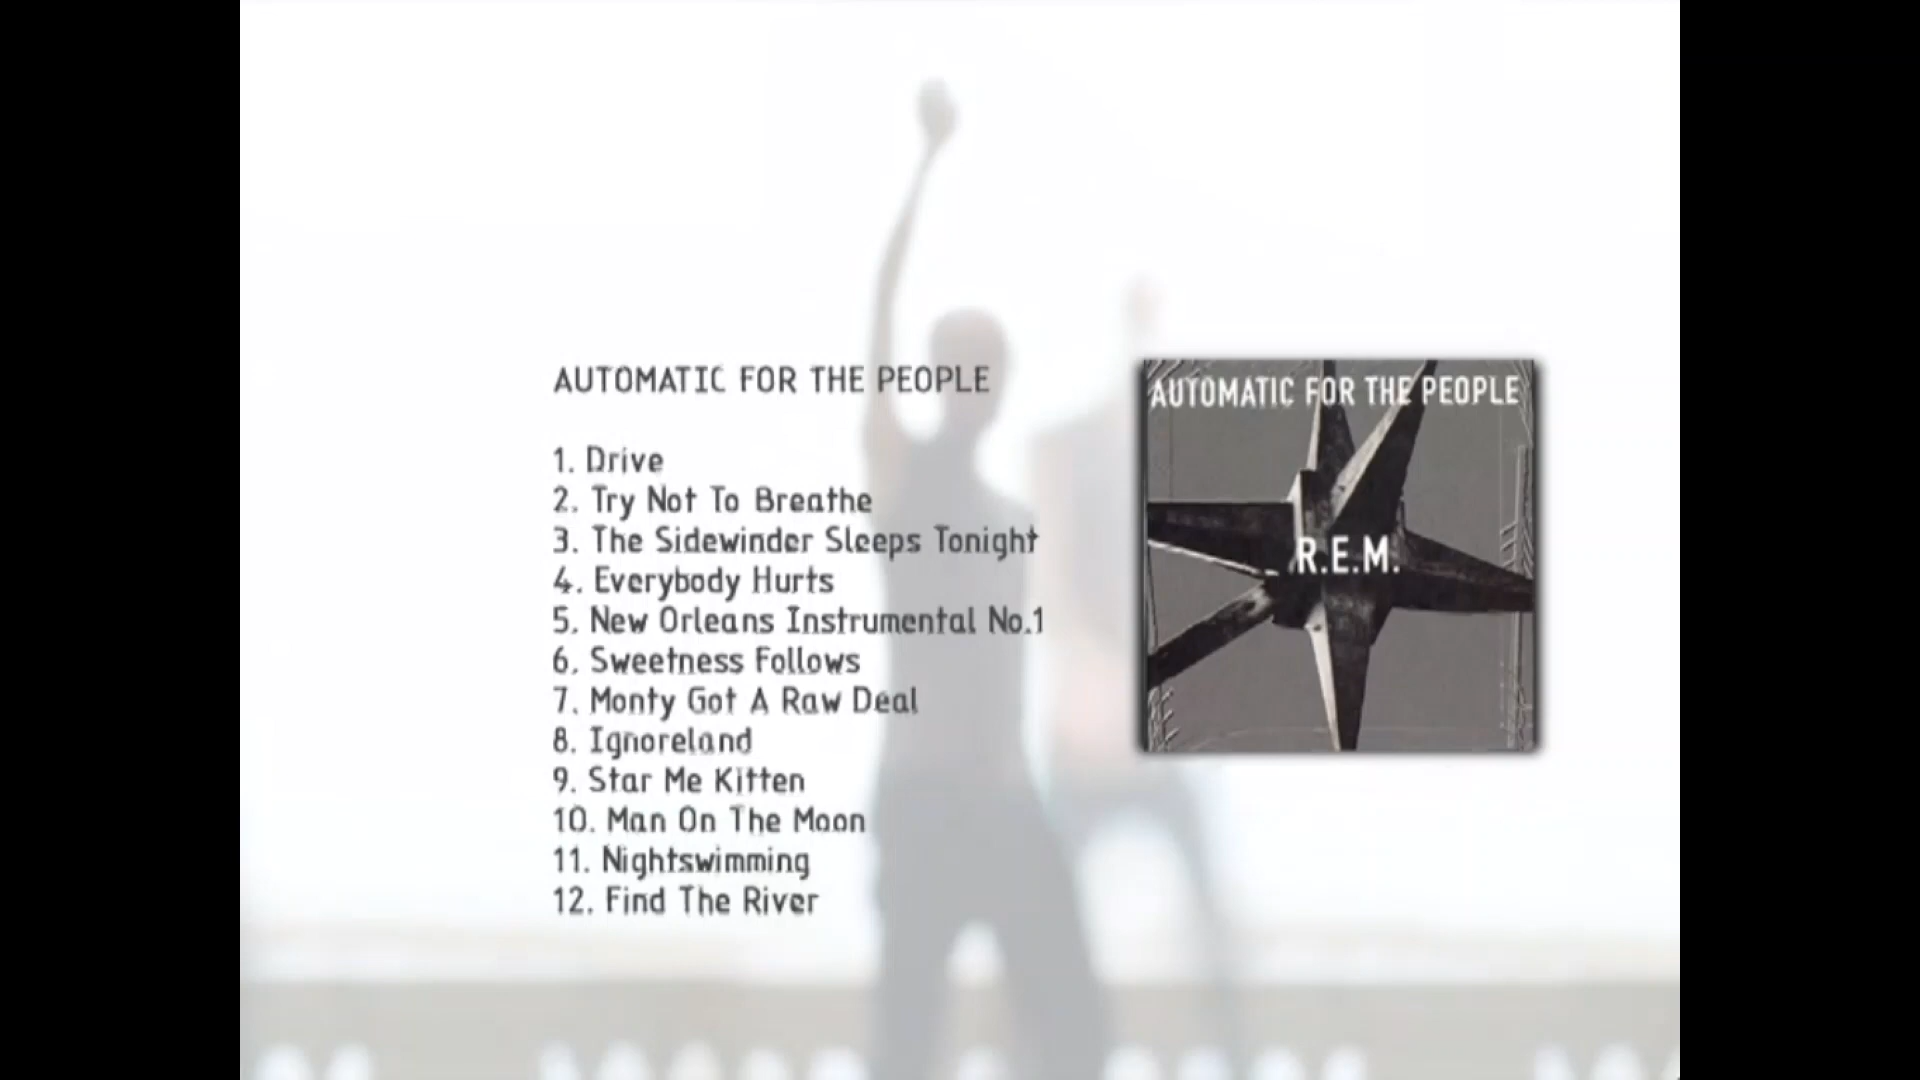 AUTOMATIC FOR THE PEOPLE
1. Drive
2. Try Not To Breathe
3. The Sidewinder Sleeps Tonight
4. Everybody Hurts
5. New Orleans Instrumental No.1
6. Sweetness Follows
7. Monty Got A Raw Deal
8. Ignoreland
9. Star Me Kitten
10. Man On The Moon
11. Nightswimming
12. Find The River
AUTOMATIC FOR THE PEOPLE
R.E.M.